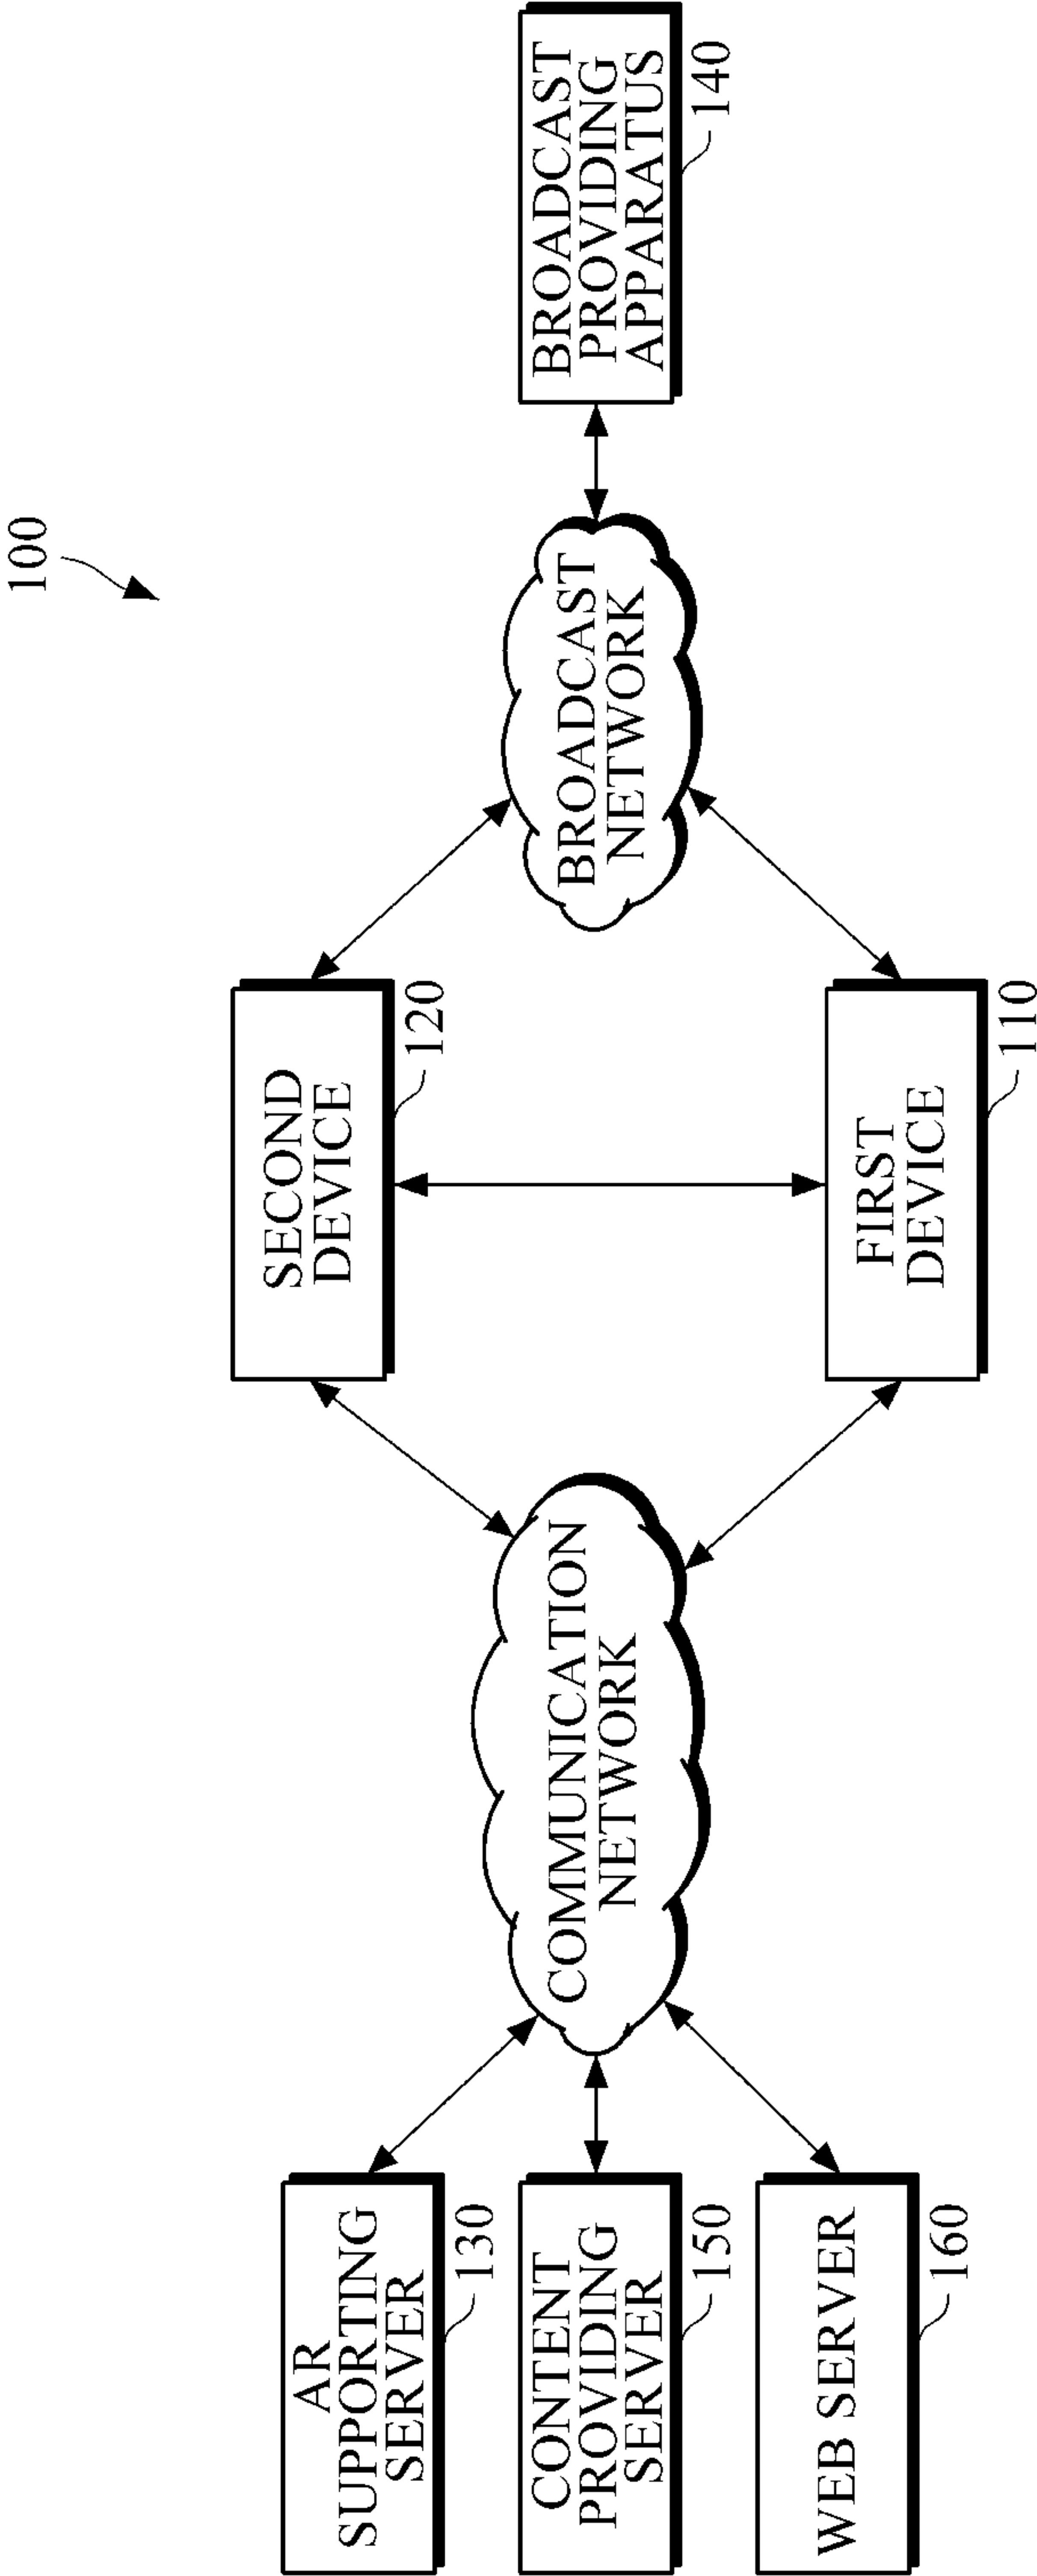 100
AR
SUPPORTING
SERVER
130
CONTENT
PROVIDING
SERVER
150
WEB SERVER
160
COMMUNICATION
NETWORK
SECOND
DEVICE
120
FIRST
DEVICE
110
BROADCAST
NETWORK
BROADCAST
PROVIDING
APPARATUS
140